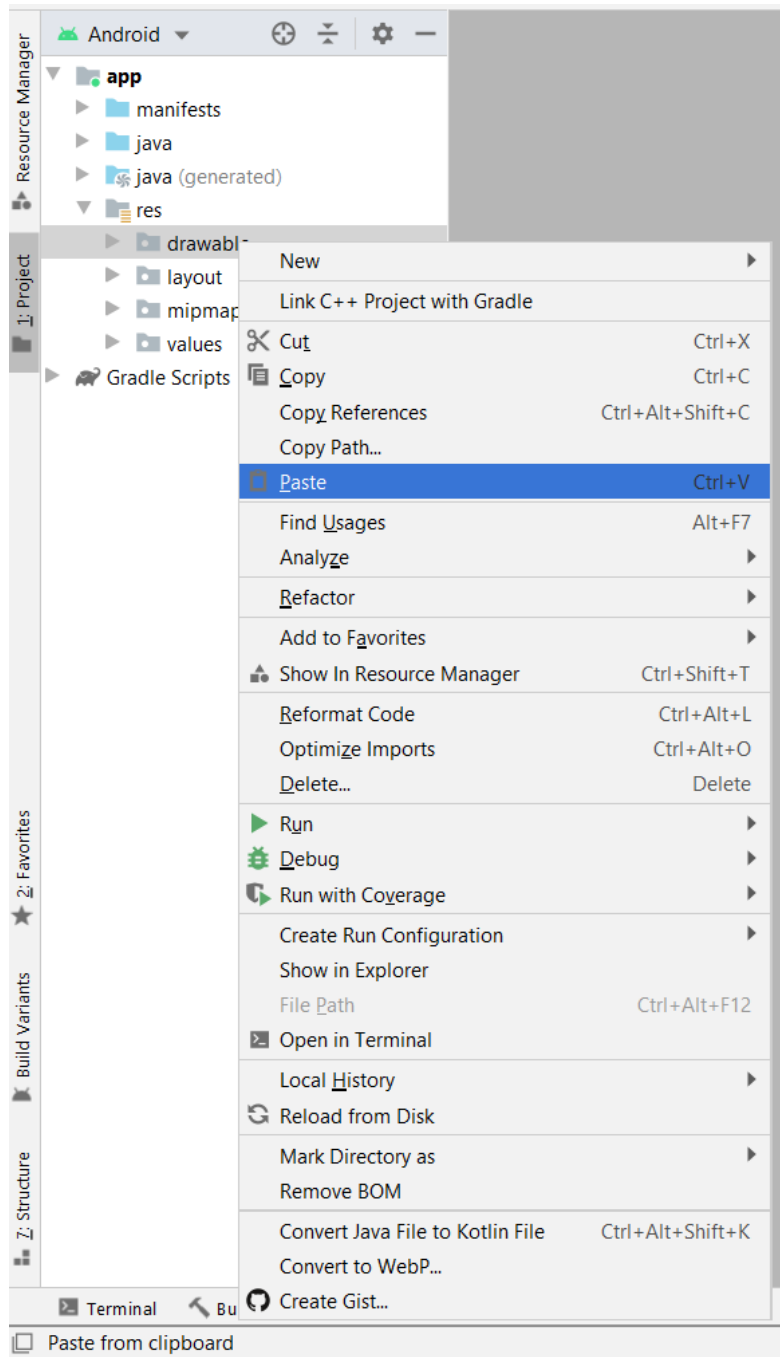 Android
app
manifests
java
java (generated)
res
drawable
layout
mipmap
values
Gradle Scripts
Resource Manager
1: Project
2: Favorites
Build Variants
7: Structure
New
Link C++ Project with Gradle
Cut Ctrl+X
Copy Ctrl+C
Copy References Ctrl+Alt+Shift+C
Copy Path...
Paste Ctrl+V
Find Usages Alt+F7
Analyze
Refactor
Add to Favorites
Show In Resource Manager Ctrl+Shift+T
Reformat Code Ctrl+Alt+L
Optimize Imports Ctrl+Alt+O
Delete... Delete
Run
Debug
Run with Coverage
Create Run Configuration
Show in Explorer
File Path Ctrl+Alt+F12
Open in Terminal
Local History
Reload from Disk
Mark Directory as
Remove BOM
Convert Java File to Kotlin File Ctrl+Alt+Shift+K
Convert to WebP...
Create Gist...
Terminal Bu
Paste from clipboard